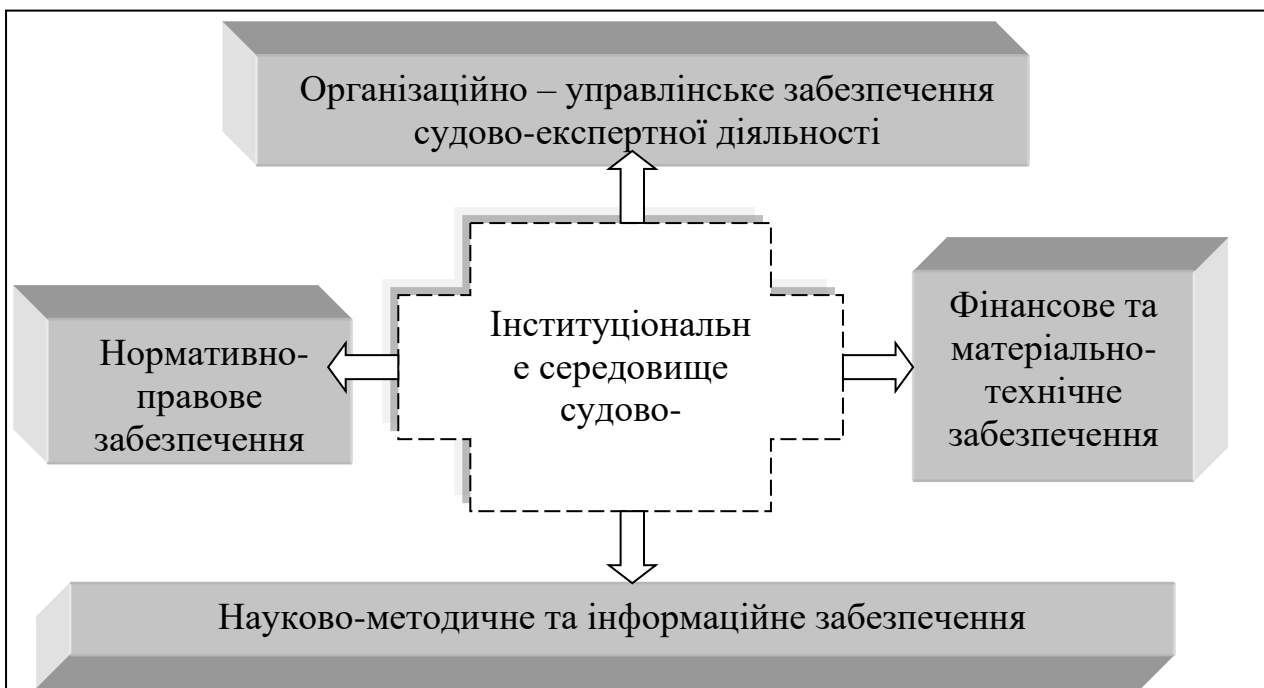 Організаційно – управлінське забезпечення
судово-експертної діяльності
Нормативно-
правове
забезпечення
Інституціональн
е середовище
судово-
Фінансове та
матеріально-
технічне
забезпечення
Науково-методичне та інформаційне забезпечення